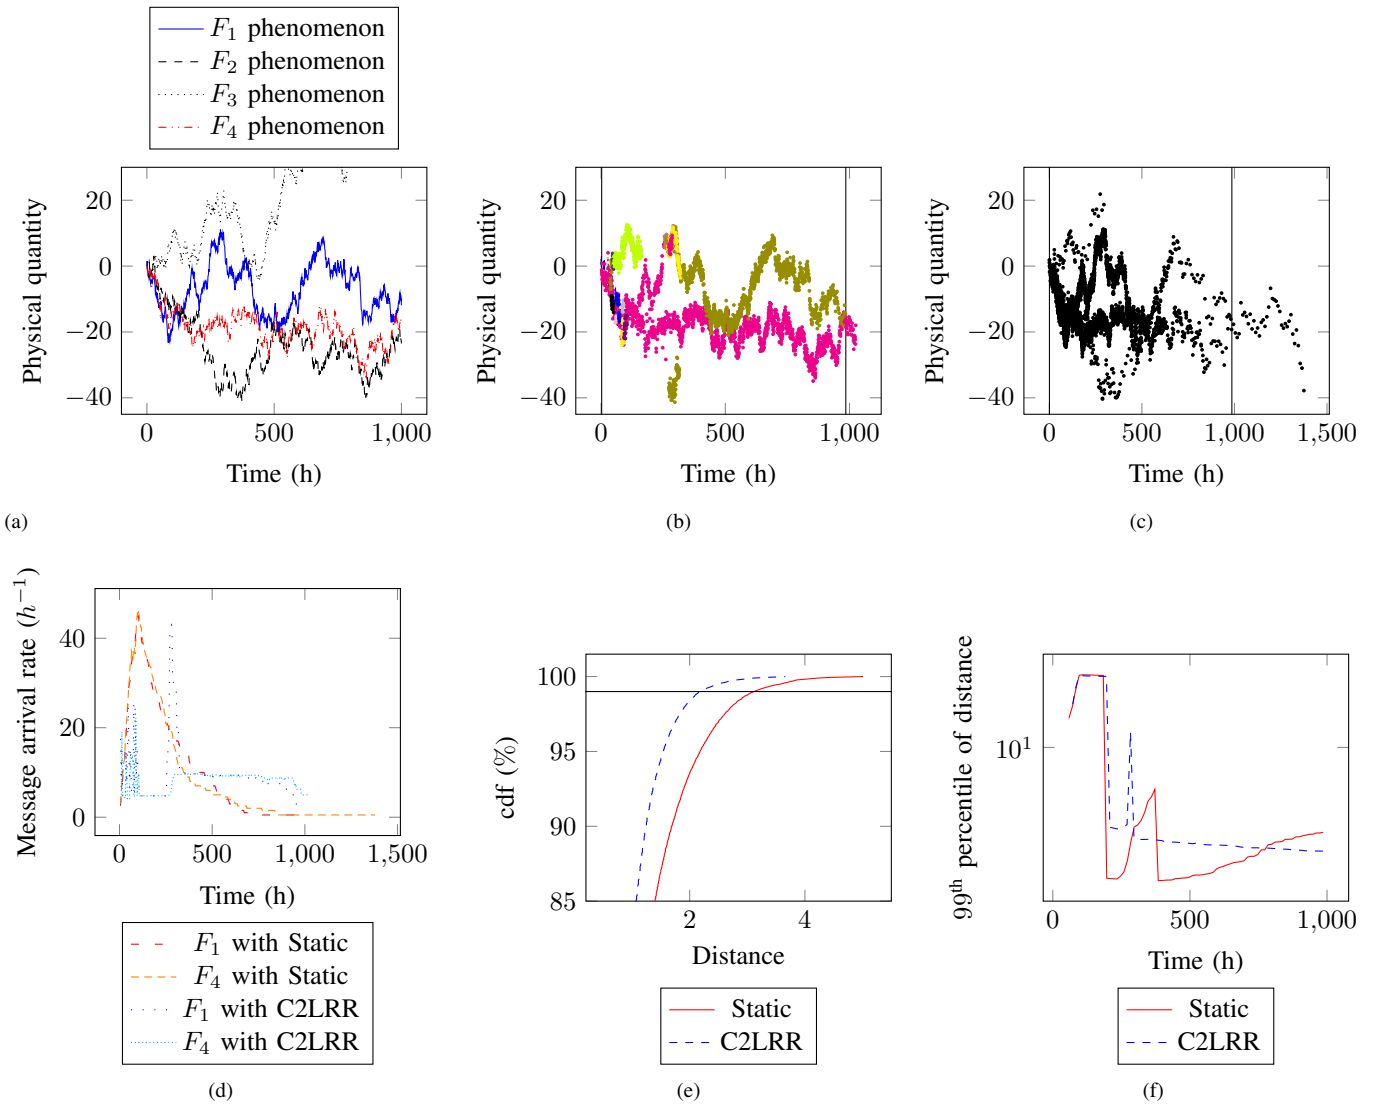 F1 phenomenon
F2 phenomenon
F3 phenomenon
F4 phenomenon
Physical quantity
20
0
−20
−40
0
500
1,000
Time (h)
(a)
Physical quantity
20
0
−20
−40
0
500
1,000
Time (h)
(b)
Physical quantity
20
0
−20
−40
0
500
1,000
1,500
Time (h)
(c)
Message arrival rate (h−1)
40
20
0
0
500
1,000
1,500
Time (h)
F1 with Static
F4 with Static
F1 with C2LRR
F4 with C2LRR
(d)
cdf (%)
100
95
90
85
2
4
Distance
Static
C2LRR
(e)
99th percentile of distance
10^1
0
500
1,000
Time (h)
Static
C2LRR
(f)